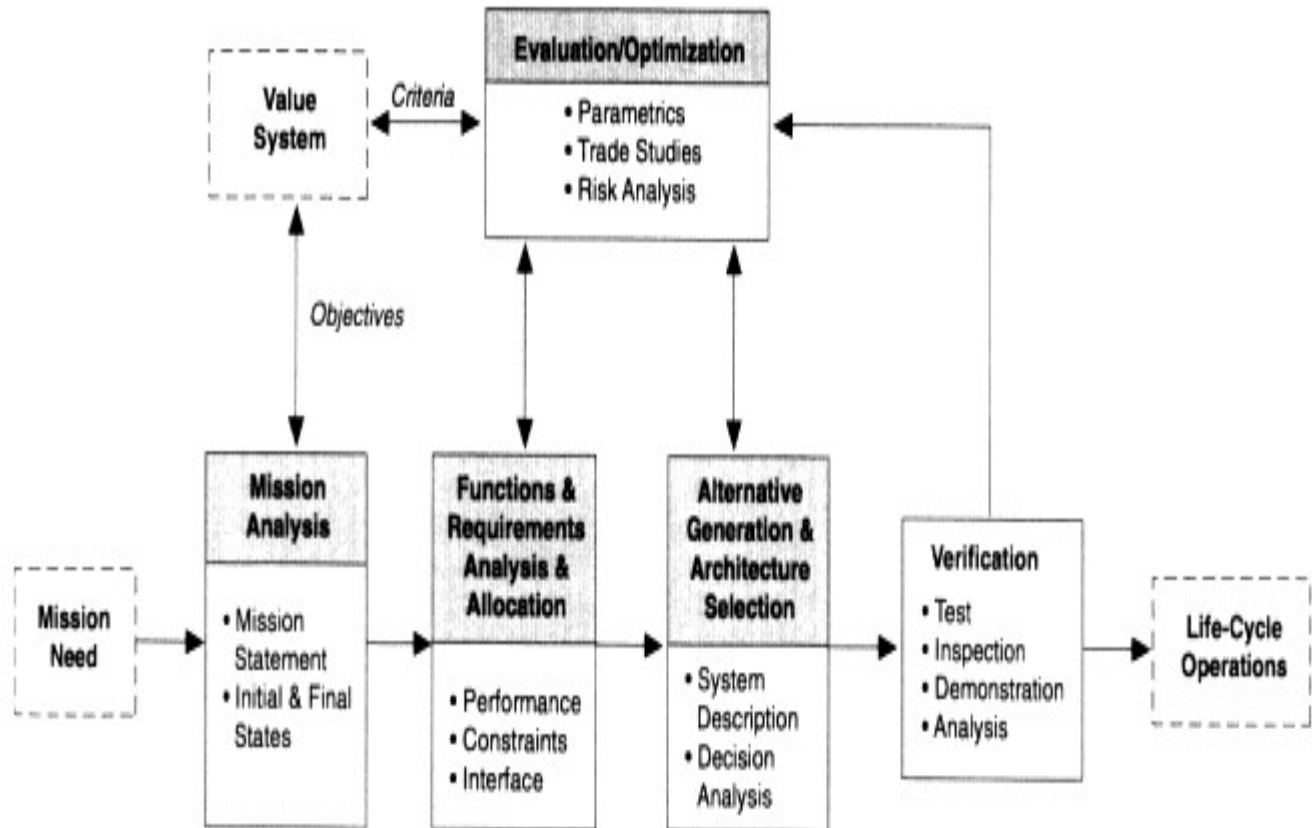 Evaluation/Optimization
• Parametrics
• Trade Studies
• Risk Analysis
Value
System
Criteria
Objectives
Mission
Need
Mission
Analysis
• Mission
Statement
• Initial & Final
States
Functions &
Requirements
Analysis &
Allocation
• Performance
• Constraints
• Interface
Alternative
Generation &
Architecture
Selection
• System
Description
• Decision
Analysis
Verification
• Test
• Inspection
• Demonstration
• Analysis
Life-Cycle
Operations